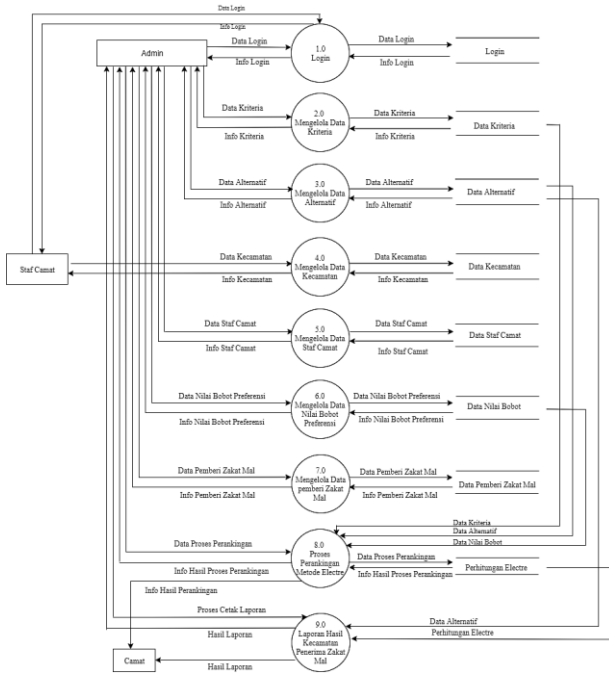 Data Login
Info Login
Admin
Data Login
Info Login
1.0
Login
Data Login
Info Login
Login
Data Kriteria
Info Kriteria
2.0
Mengelola Data
Kriteria
Data Kriteria
Info Kriteria
Data Kriteria
Data Alternatif
Info Alternatif
3.0
Mengelola Data
Alternatif
Data Alternatif
Info Alternatif
Data Alternatif
Staf Camat
Data Kecamatan
Info Kecamatan
4.0
Mengelola Data
Kecamatan
Data Kecamatan
Info Kecamatan
Data Kecamatan
Data Staf Camat
Info Staf Camat
5.0
Mengelola Data
Staf Camat
Data Staf Camat
Info Staf Camat
Data Staf Camat
Data Nilai Bobot Preferensi
Info Nilai Bobot Preferensi
6.0
Mengelola Data
Nilai Bobot
Preferensi
Data Nilai Bobot Preferensi
Info Nilai Bobot Preferensi
Data Nilai Bobot
Data Pemberi Zakat Mal
Info Pemberi Zakat Mal
7.0
Mengelola Data
pemberi Zakat
Mal
Data Pemberi Zakat Mal
Info Pemberi Zakat Mal
Data Pemberi Zakat Mal
Data Kriteria
Data Alternatif
Data Nilai Bobot
Data Proses Perankingan
Info Hasil Proses Perankingan
Info Hasil Perankingan
8.0
Proses
Perankingan
Metode Electre
Data Proses Perankingan
Info Hasil Proses Perankingan
Perhitungan Electre
Proses Cetak Laporan
Hasil Laporan
9.0
Laporan Hasil
Kecamatan
Penerima Zakat
Mal
Data Alternatif
Perhitungan Electre
Camat
Hasil Laporan